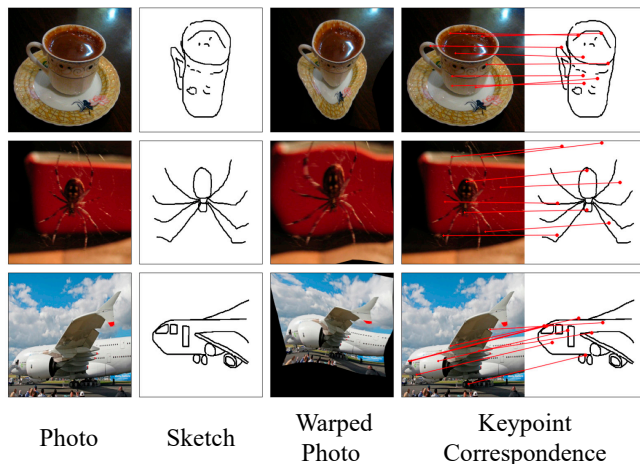 Photo
Sketch
Warped
Photo
Keypoint
Correspondence